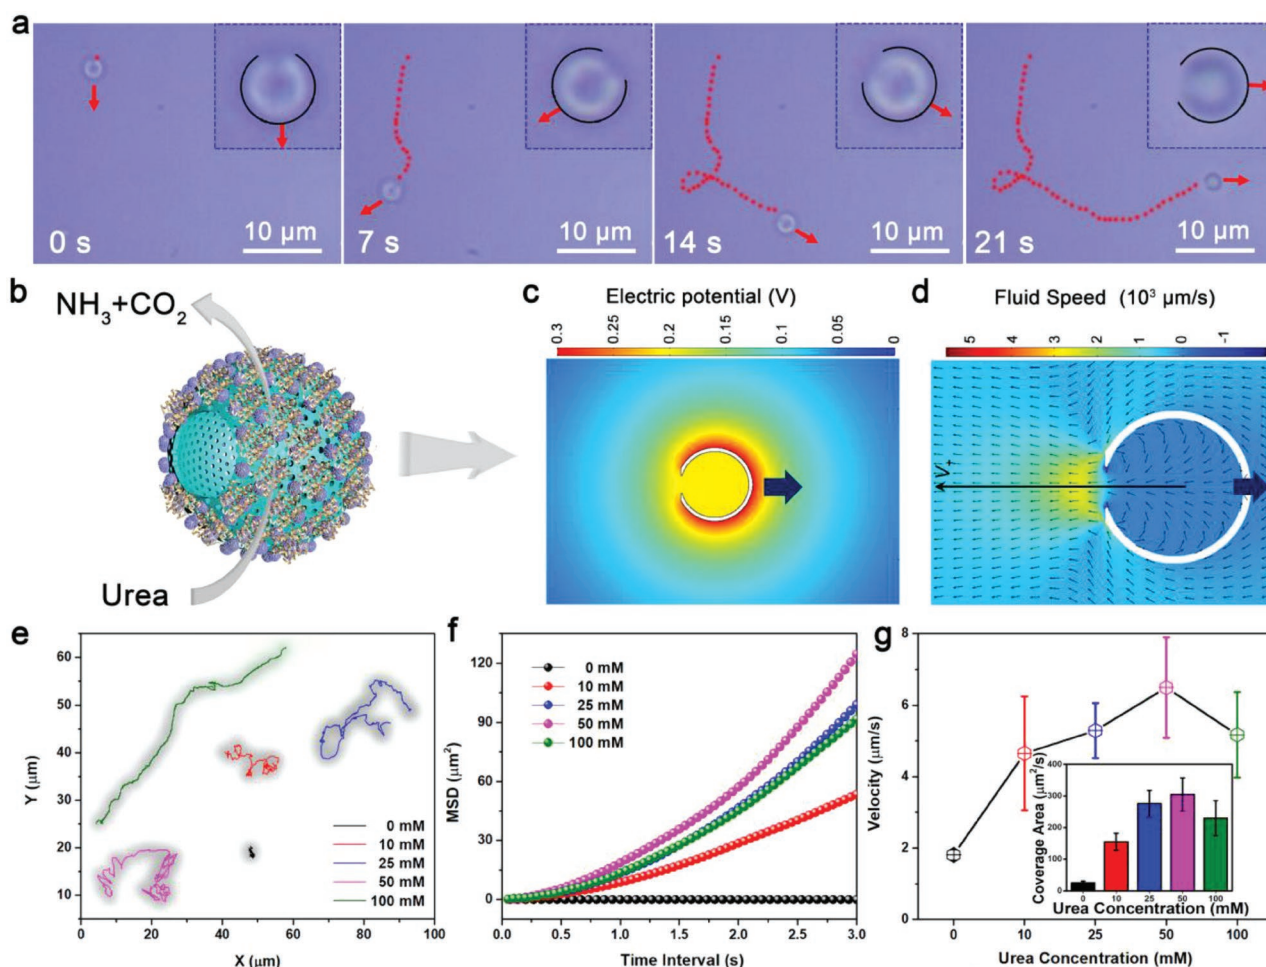 a
0 s
10 µm
7 s
10 µm
14 s
10 µm
21 s
10 µm
b
NH3+CO2
Urea
c
Electric potential (V)
0.3
0.25
0.2
0.15
0.1
0.05
0
d
Fluid Speed (10³ µm/s)
5
4
3
2
1
0
-1
V+
e
Y (µm)
60
50
40
30
20
10
0 mM
10 mM
25 mM
50 mM
100 mM
0
20
40
60
80
100
X (µm)
f
MSD (µm²)
120
90
60
30
0
0 mM
10 mM
25 mM
50 mM
100 mM
0.0
0.5
1.0
1.5
2.0
2.5
3.0
Time Interval (s)
g
Velocity (µm/s)
8
6
4
2
0
Coverage Area (µm²/s)
400
300
200
100
0
0
10
25
50
100
Urea Concentration (mM)
0
10
25
50
100
Urea Concentration (mM)